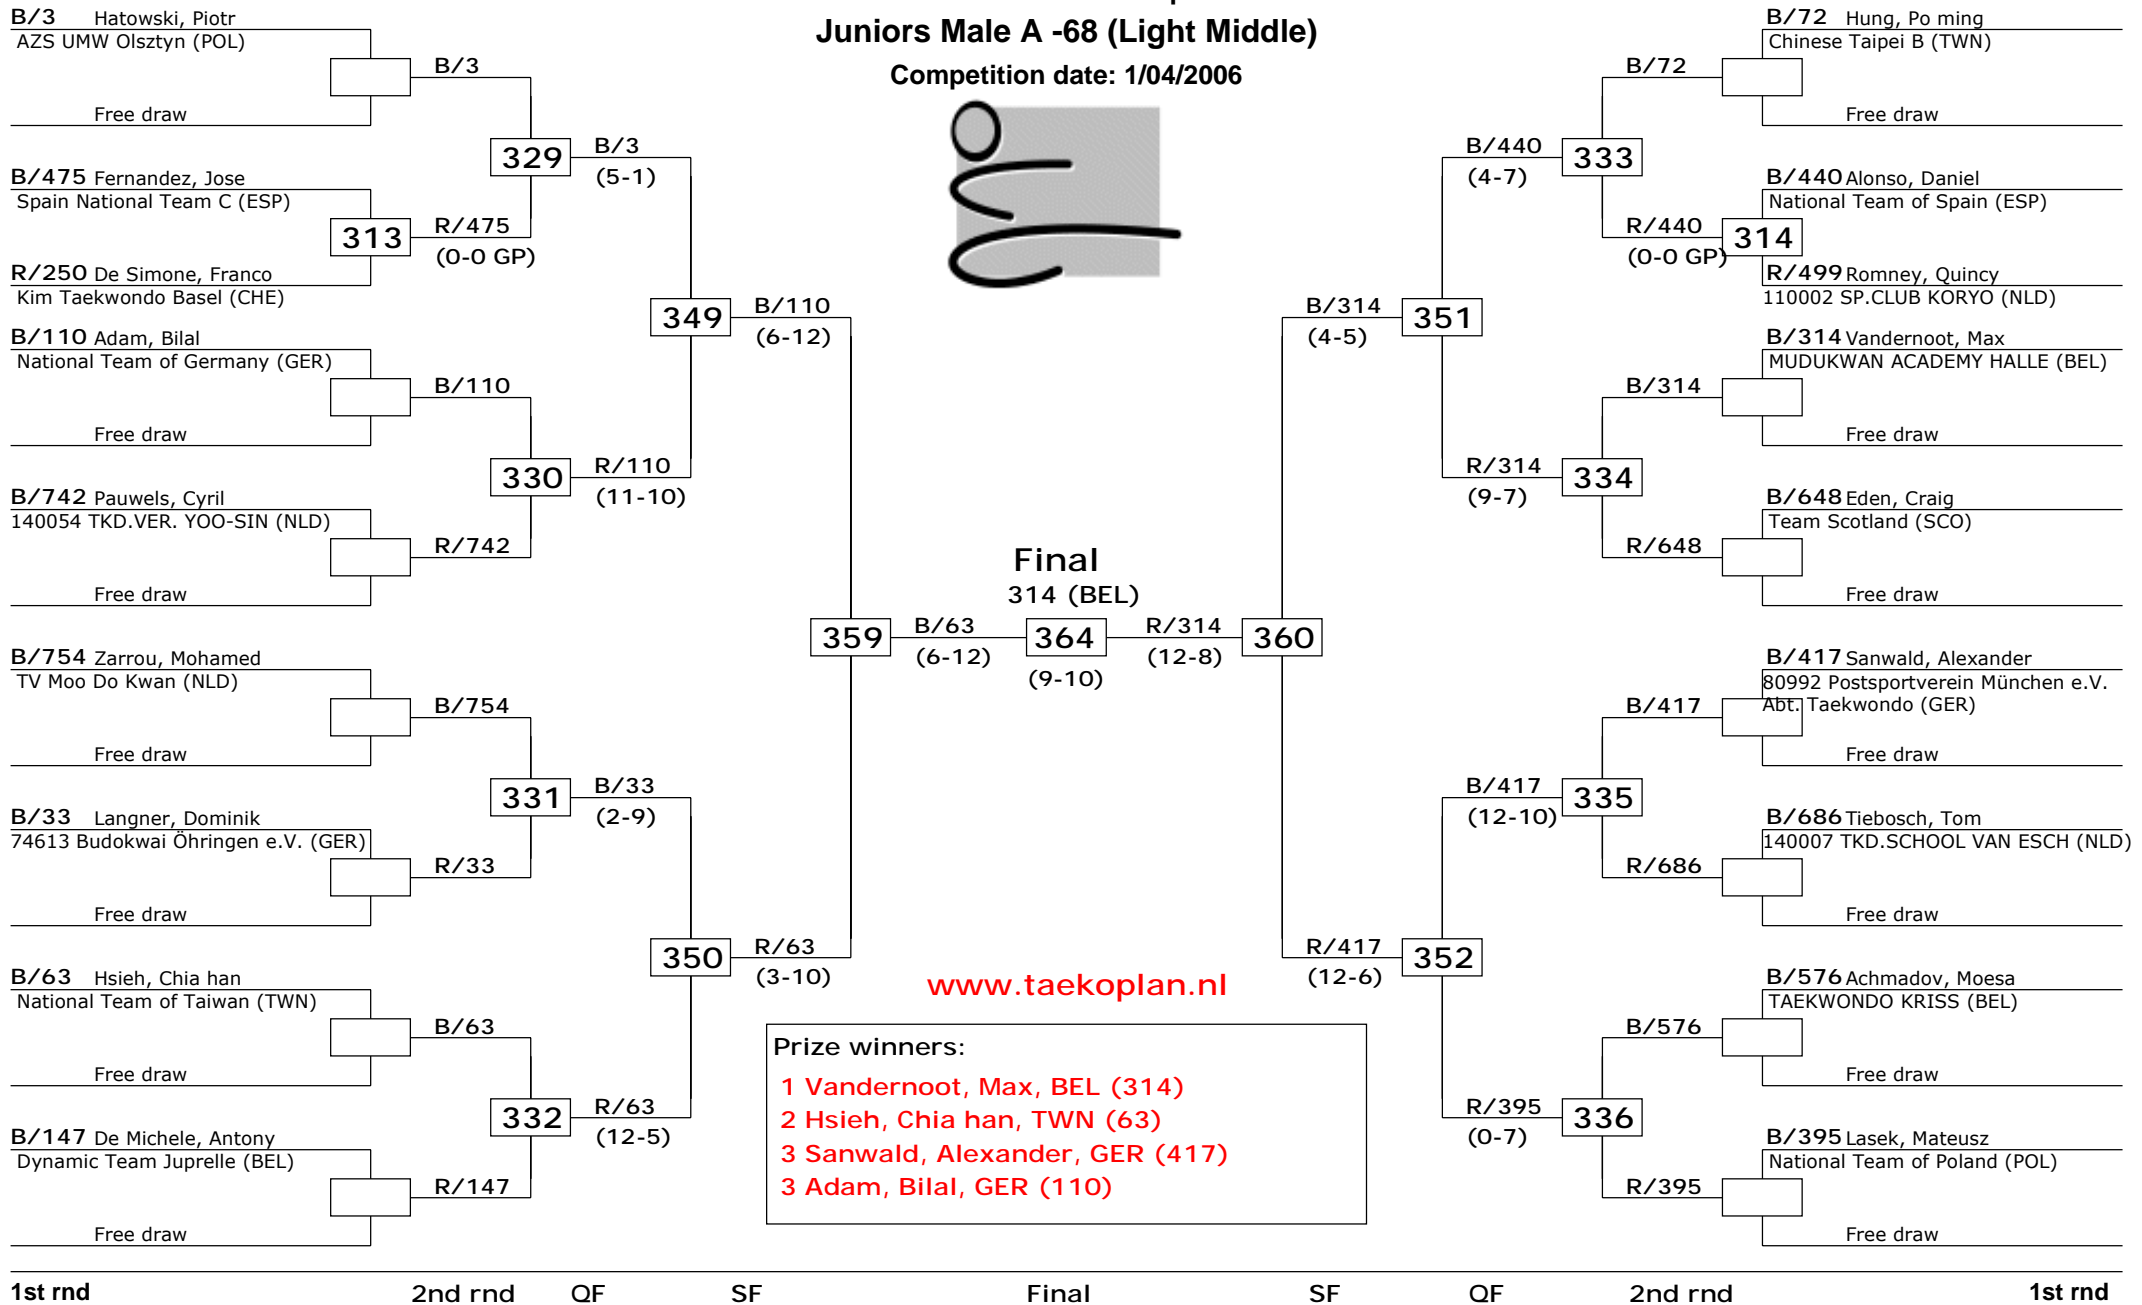 Juniors Male A -68 (Light Middle)
Competition date: 1/04/2006
B/3 Hatowski, Piotr
AZS UMW Olsztyn (POL)
B/3
Free draw
329
B/3
(5-1)
B/475 Fernandez, Jose
Spain National Team C (ESP)
313
R/475
(0-0 GP)
R/250 De Simone, Franco
Kim Taekwondo Basel (CHE)
349
B/110
(6-12)
B/110 Adam, Bilal
National Team of Germany (GER)
B/110
Free draw
330
R/110
(11-10)
B/742 Pauwels, Cyril
140054 TKD.VER. YOO-SIN (NLD)
R/742
Free draw
359
B/63
(6-12)
B/754 Zarrou, Mohamed
TV Moo Do Kwan (NLD)
B/754
Free draw
331
B/33
(2-9)
B/33 Langner, Dominik
74613 Budokwai Öhringen e.V. (GER)
R/33
Free draw
350
R/63
(3-10)
B/63 Hsieh, Chia han
National Team of Taiwan (TWN)
B/63
Free draw
332
R/63
(12-5)
B/147 De Michele, Antony
Dynamic Team Juprelle (BEL)
R/147
Free draw
Final
314 (BEL)
364
(9-10)
B/72 Hung, Po ming
Chinese Taipei B (TWN)
B/72
Free draw
B/440
(4-7)
333
B/440 Alonso, Daniel
National Team of Spain (ESP)
R/440
(0-0 GP)
314
R/499 Romney, Quincy
110002 SP.CLUB KORYO (NLD)
B/314
(4-5)
351
B/314 Vandernoot, Max
MUDUKWAN ACADEMY HALLE (BEL)
B/314
Free draw
R/314
(9-7)
334
B/648 Eden, Craig
Team Scotland (SCO)
R/648
Free draw
R/314
(12-8)
360
B/417 Sanwald, Alexander
80992 Postsportverein München e.V.
Abt. Taekwondo (GER)
B/417
Free draw
B/417
(12-10)
335
B/686 Tiebosch, Tom
140007 TKD.SCHOOL VAN ESCH (NLD)
R/686
Free draw
R/417
(12-6)
352
B/576 Achmadov, Moesa
TAEKWONDO KRISS (BEL)
B/576
Free draw
R/395
(0-7)
336
B/395 Lasek, Mateusz
National Team of Poland (POL)
R/395
Free draw
www.taekoplan.nl
Prize winners:
1 Vandernoot, Max, BEL (314)
2 Hsieh, Chia han, TWN (63)
3 Sanwald, Alexander, GER (417)
3 Adam, Bilal, GER (110)
1st rnd 2nd rnd QF SF Final SF QF 2nd rnd 1st rnd